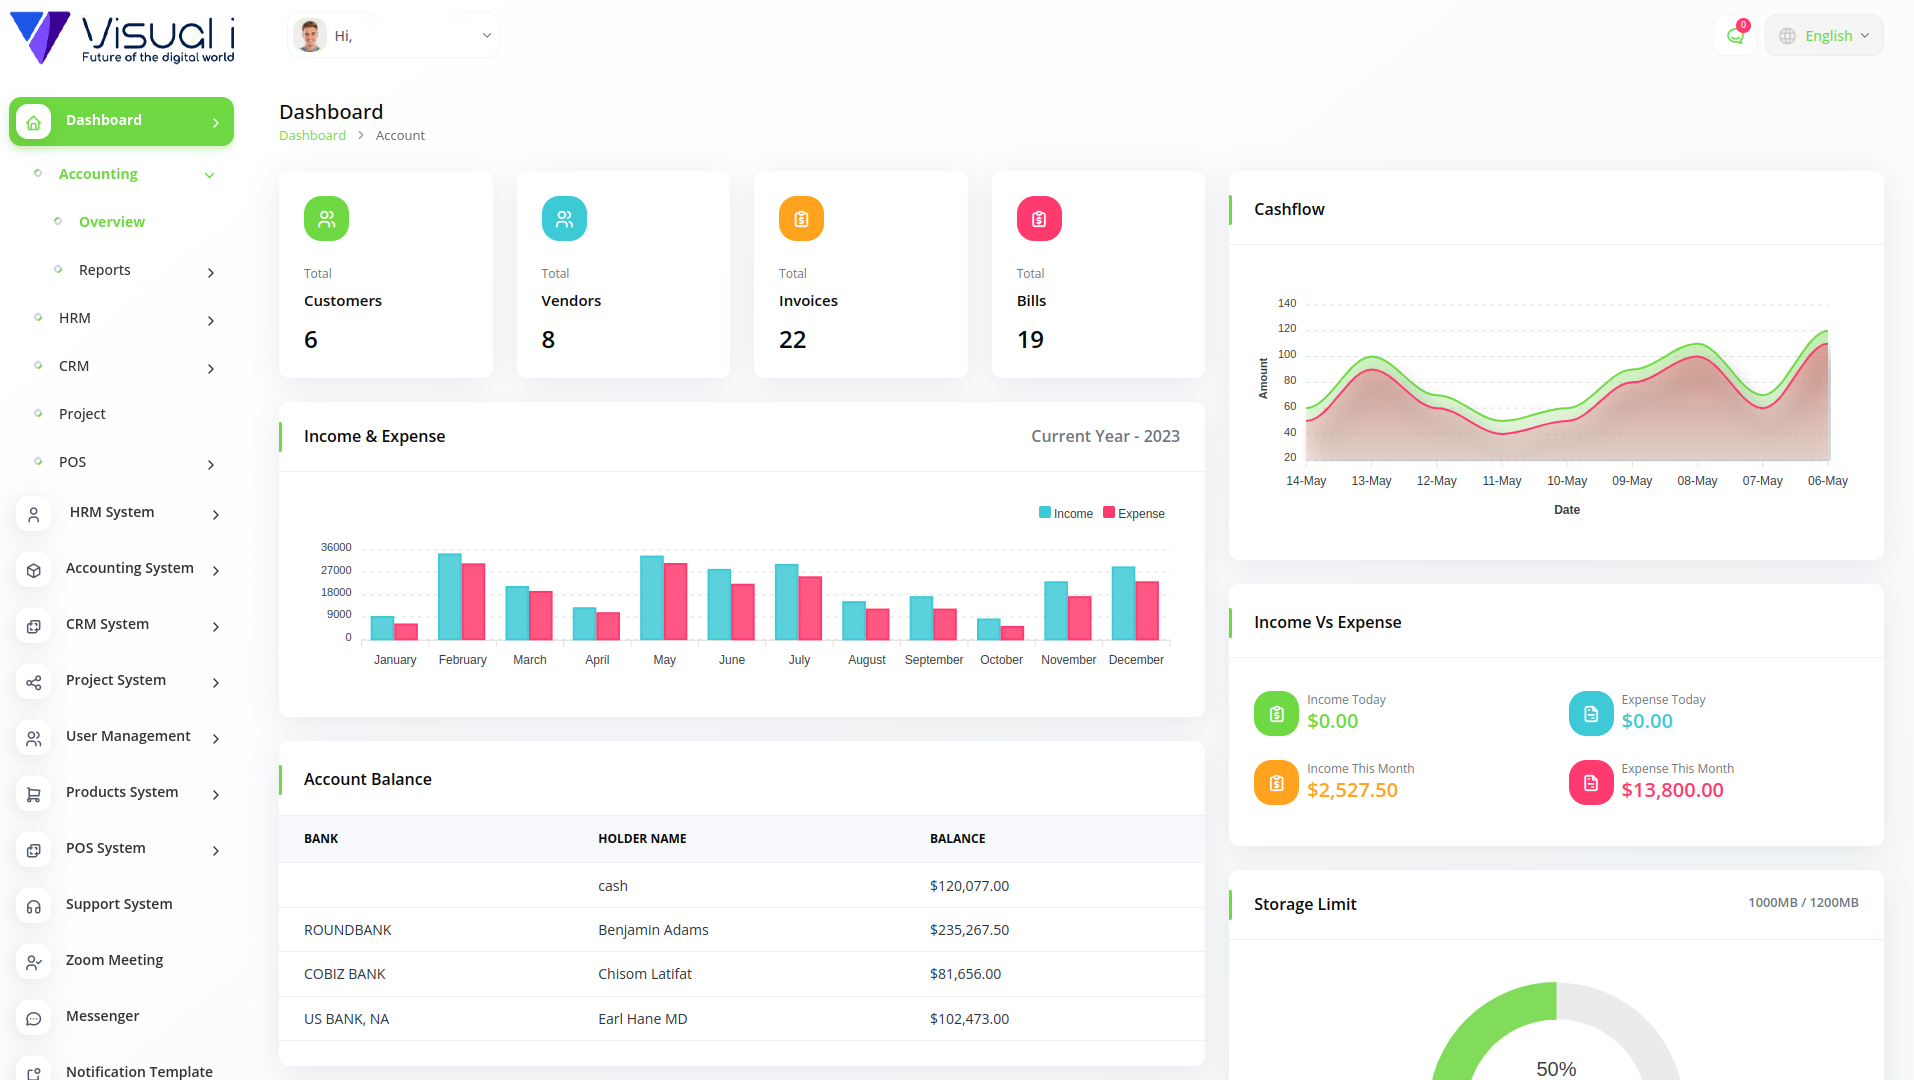 Visual i
Future of the digital world
Hi,
0
English
Dashboard
Accounting
Overview
Reports
HRM
CRM
Project
POS
HRM System
Accounting System
CRM System
Project System
User Management
Products System
POS System
Support System
Zoom Meeting
Messenger
Notification Template
Dashboard
Dashboard > Account
Total
Customers
6
Total
Vendors
8
Total
Invoices
22
Total
Bills
19
Income & Expense
Current Year - 2023
Income Expense
36000
27000
18000
9000
0
January February March April May June July August September October November December
Account Balance
BANK HOLDER NAME BALANCE
cash $120,077.00
ROUNDBANK Benjamin Adams $235,267.50
COBIZ BANK Chisom Latifat $81,656.00
US BANK, NA Earl Hane MD $102,473.00
Cashflow
140
120
100
80
60
40
20
Amount
14-May 13-May 12-May 11-May 10-May 09-May 08-May 07-May 06-May
Date
Income Vs Expense
Income Today
$0.00
Expense Today
$0.00
Income This Month
$2,527.50
Expense This Month
$13,800.00
Storage Limit
1000MB / 1200MB
50%